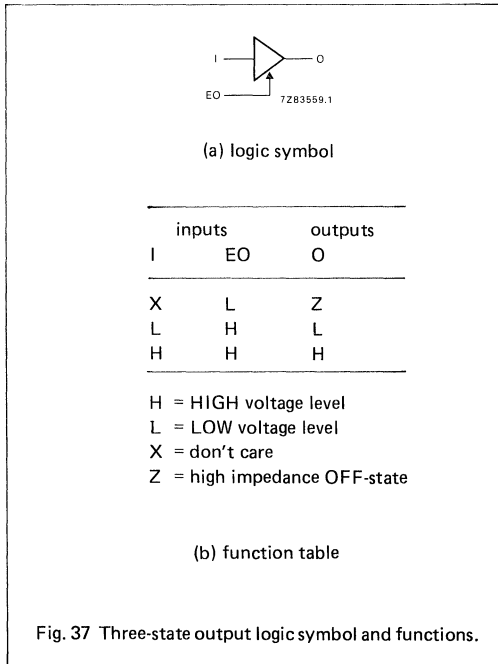 I O
EO 7Z83559.1
(a) logic symbol
inputs outputs
I EO O
X L Z
L H L
H H H
H = HIGH voltage level
L = LOW voltage level
X = don't care
Z = high impedance OFF-state
(b) function table
Fig. 37 Three-state output logic symbol and functions.